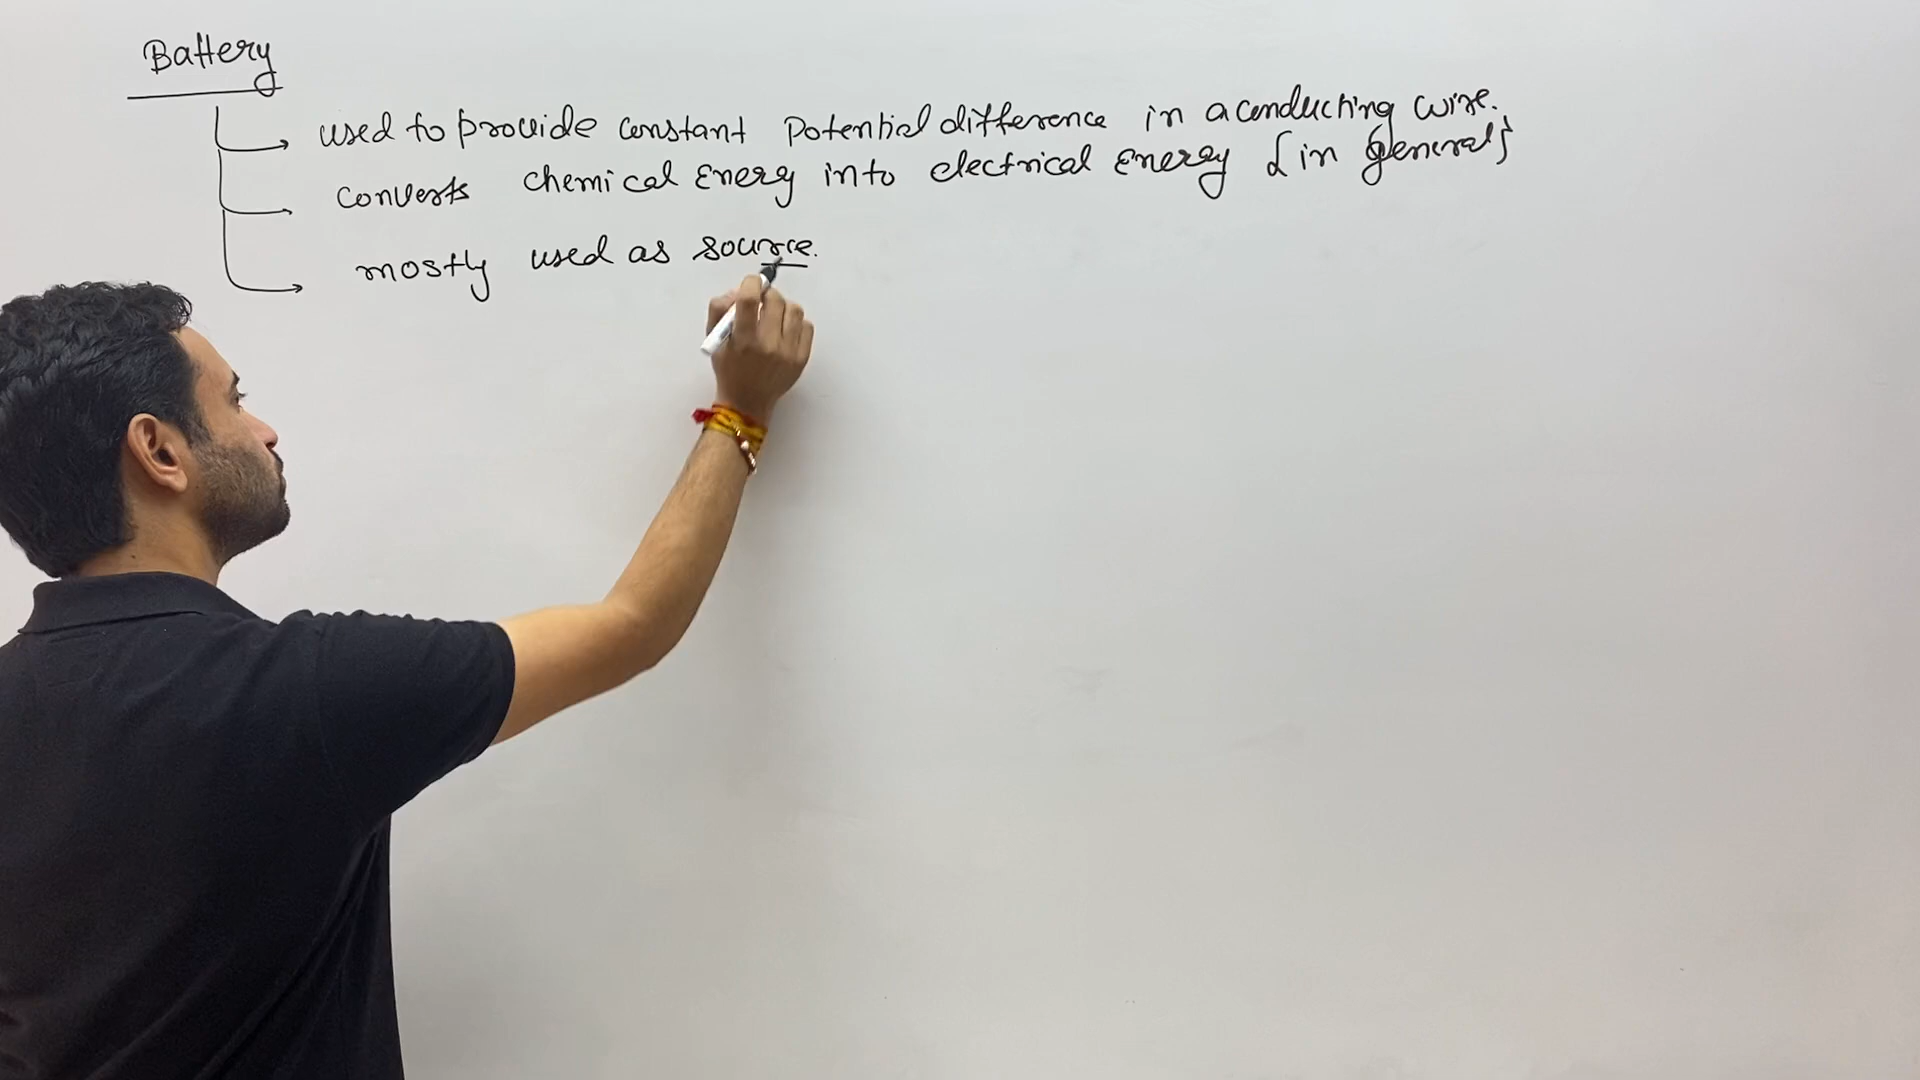 Battery
used to provide constant potential difference in a conducting wire.
converts chemical Energy into electrical Energy {in general}
mostly used as source.